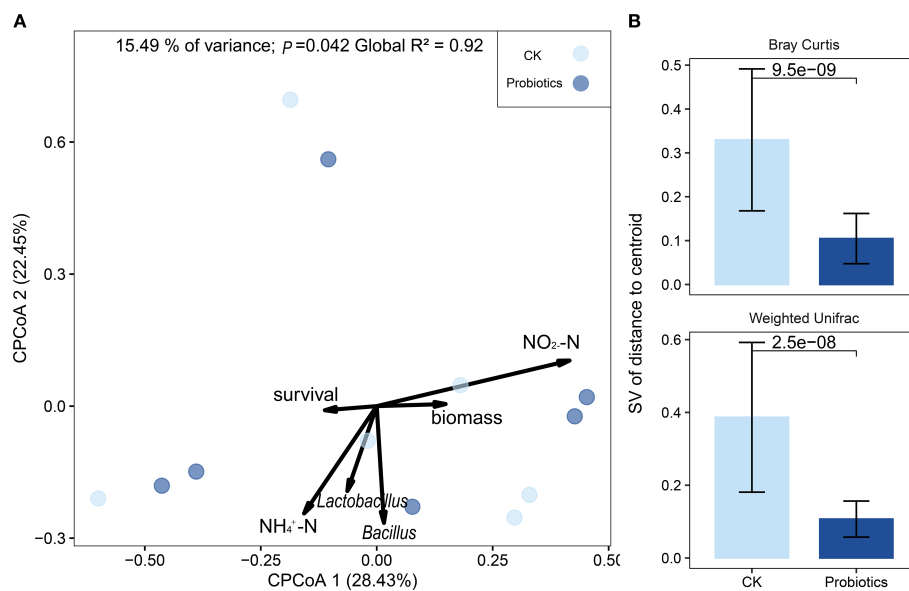 A
15.49 % of variance; P=0.042 Global R² = 0.92
CK
Probiotics
CPCoA 2 (22.45%)
0.6
0.3
0.0
−0.3
NO₂₋-N
survival
biomass
Lactobacillus
NH₄⁺-N
Bacillus
−0.50
−0.25
0.00
0.25
0.50
CPCoA 1 (28.43%)
B
SV of distance to centroid
Bray Curtis
9.5e−09
0.5
0.4
0.3
0.2
0.1
0.0
Weighted Unifrac
2.5e−08
0.6
0.4
0.2
0.0
CK
Probiotics